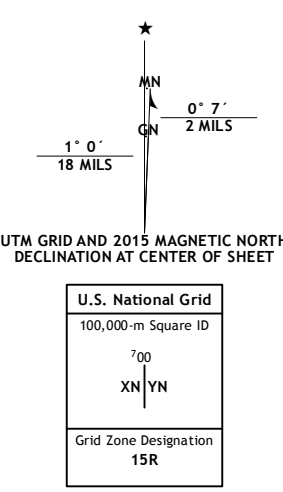 ★
MN
0° 7´
2 MILS
GN
1° 0´
18 MILS
UTM GRID AND 2015 MAGNETIC NORTH
DECLINATION AT CENTER OF SHEET
U.S. National Grid
100,000-m Square ID
⁷00
XN YN
Grid Zone Designation
15R